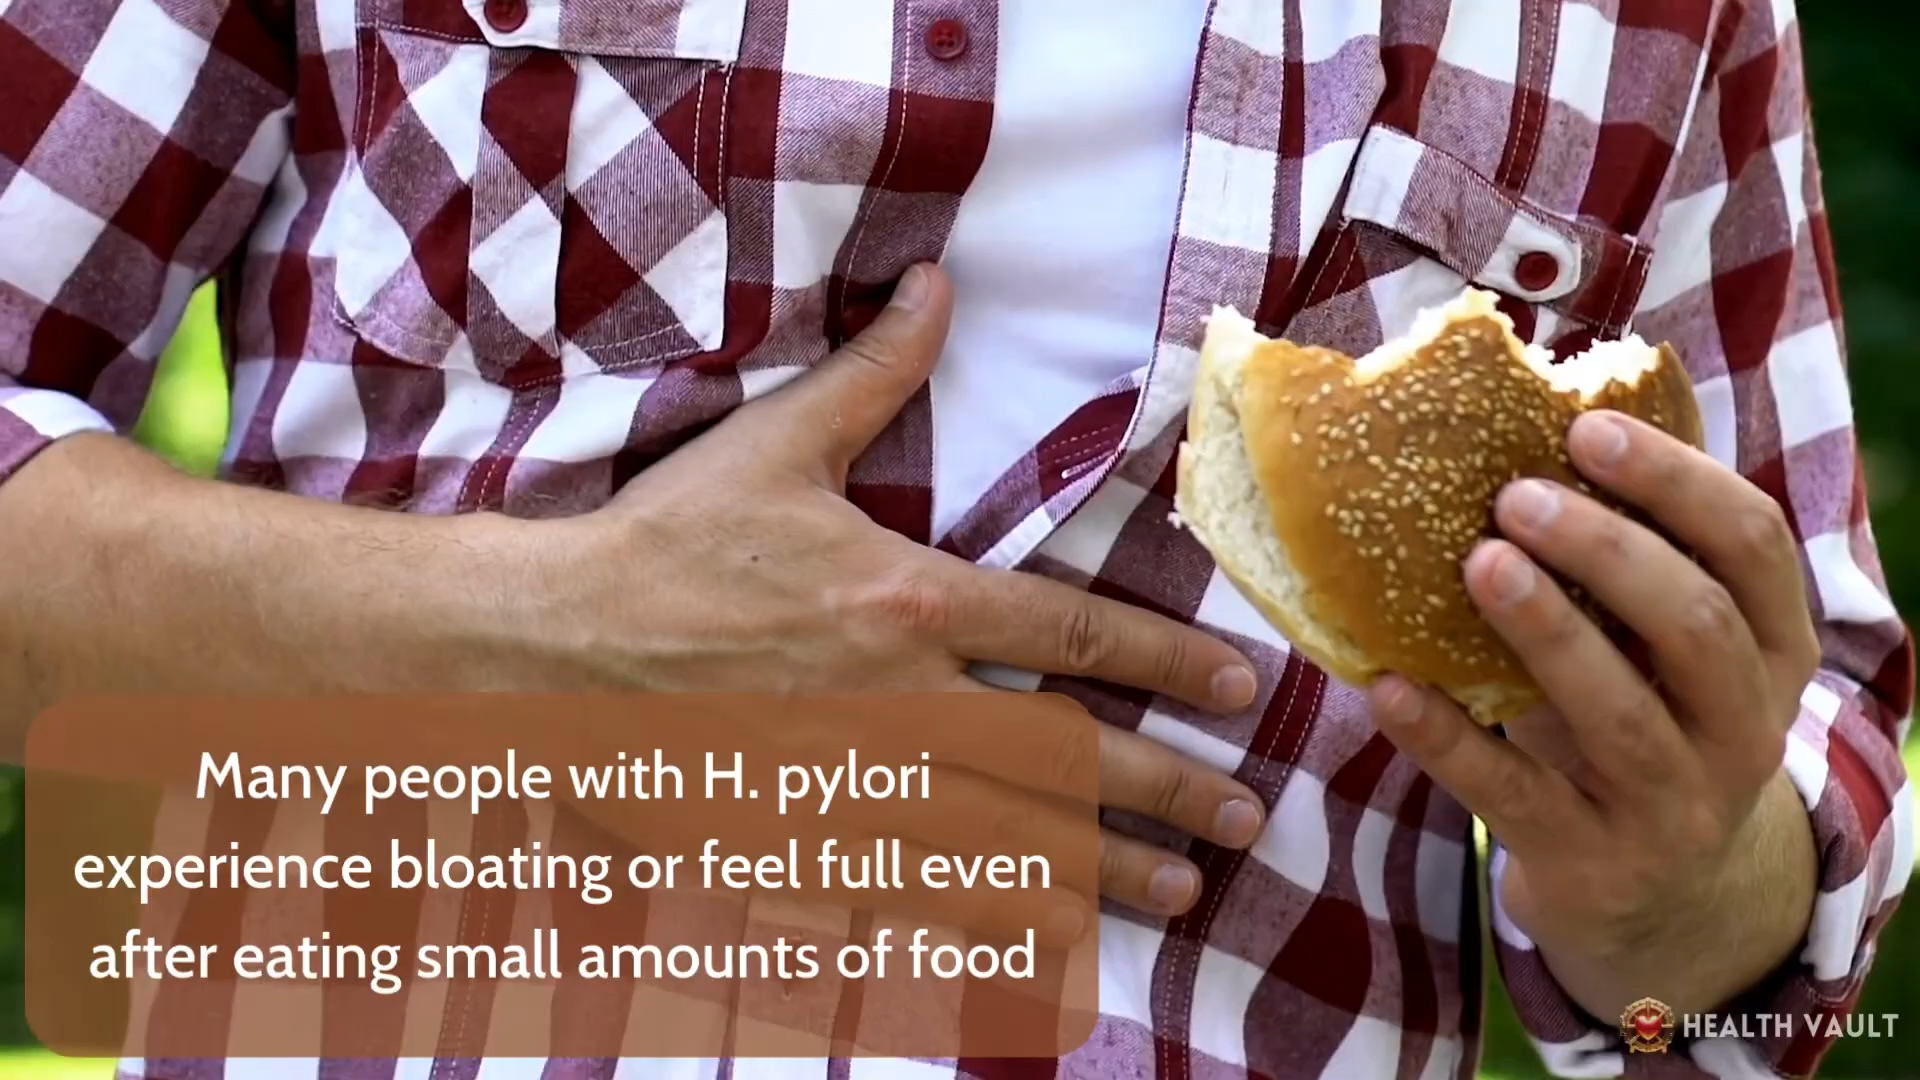 Many people with H. pylori
experience bloating or feel full even
after eating small amounts of food
HEALTH VAULT